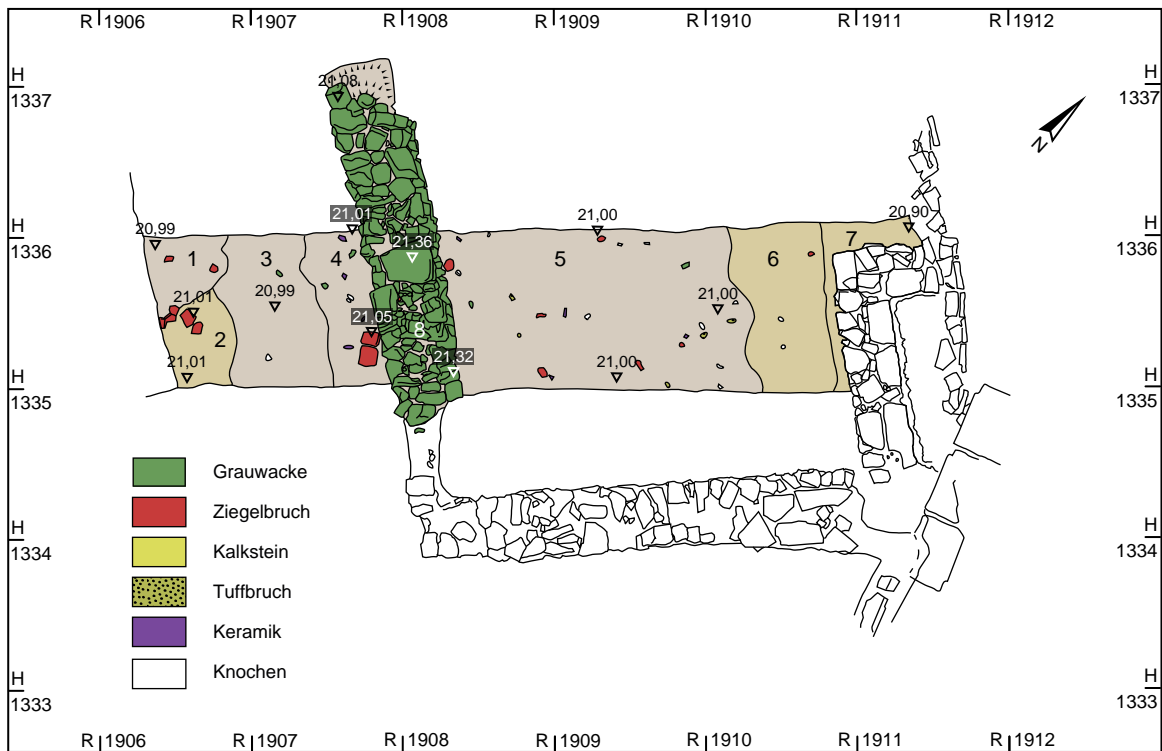 R 1906 R 1907 R 1908 R 1909 R 1910 R 1911 R 1912
H 1337
H 1337
21,08
N
21,01
21,00
20,90
20,99
H 1336
H 1336
1
3
4
21,36
5
6
7
21,01
20,99
21,00
21,05
8
2
21,01
21,32
21,00
H 1335
H 1335
Grauwacke
Ziegelbruch
Kalkstein
Tuffbruch
Keramik
Knochen
H 1334
H 1334
H 1333
H 1333
R 1906 R 1907 R 1908 R 1909 R 1910 R 1911 R 1912